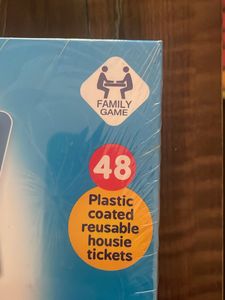 FAMILY
GAME
48
Plastic
coated
reusable
housie
tickets